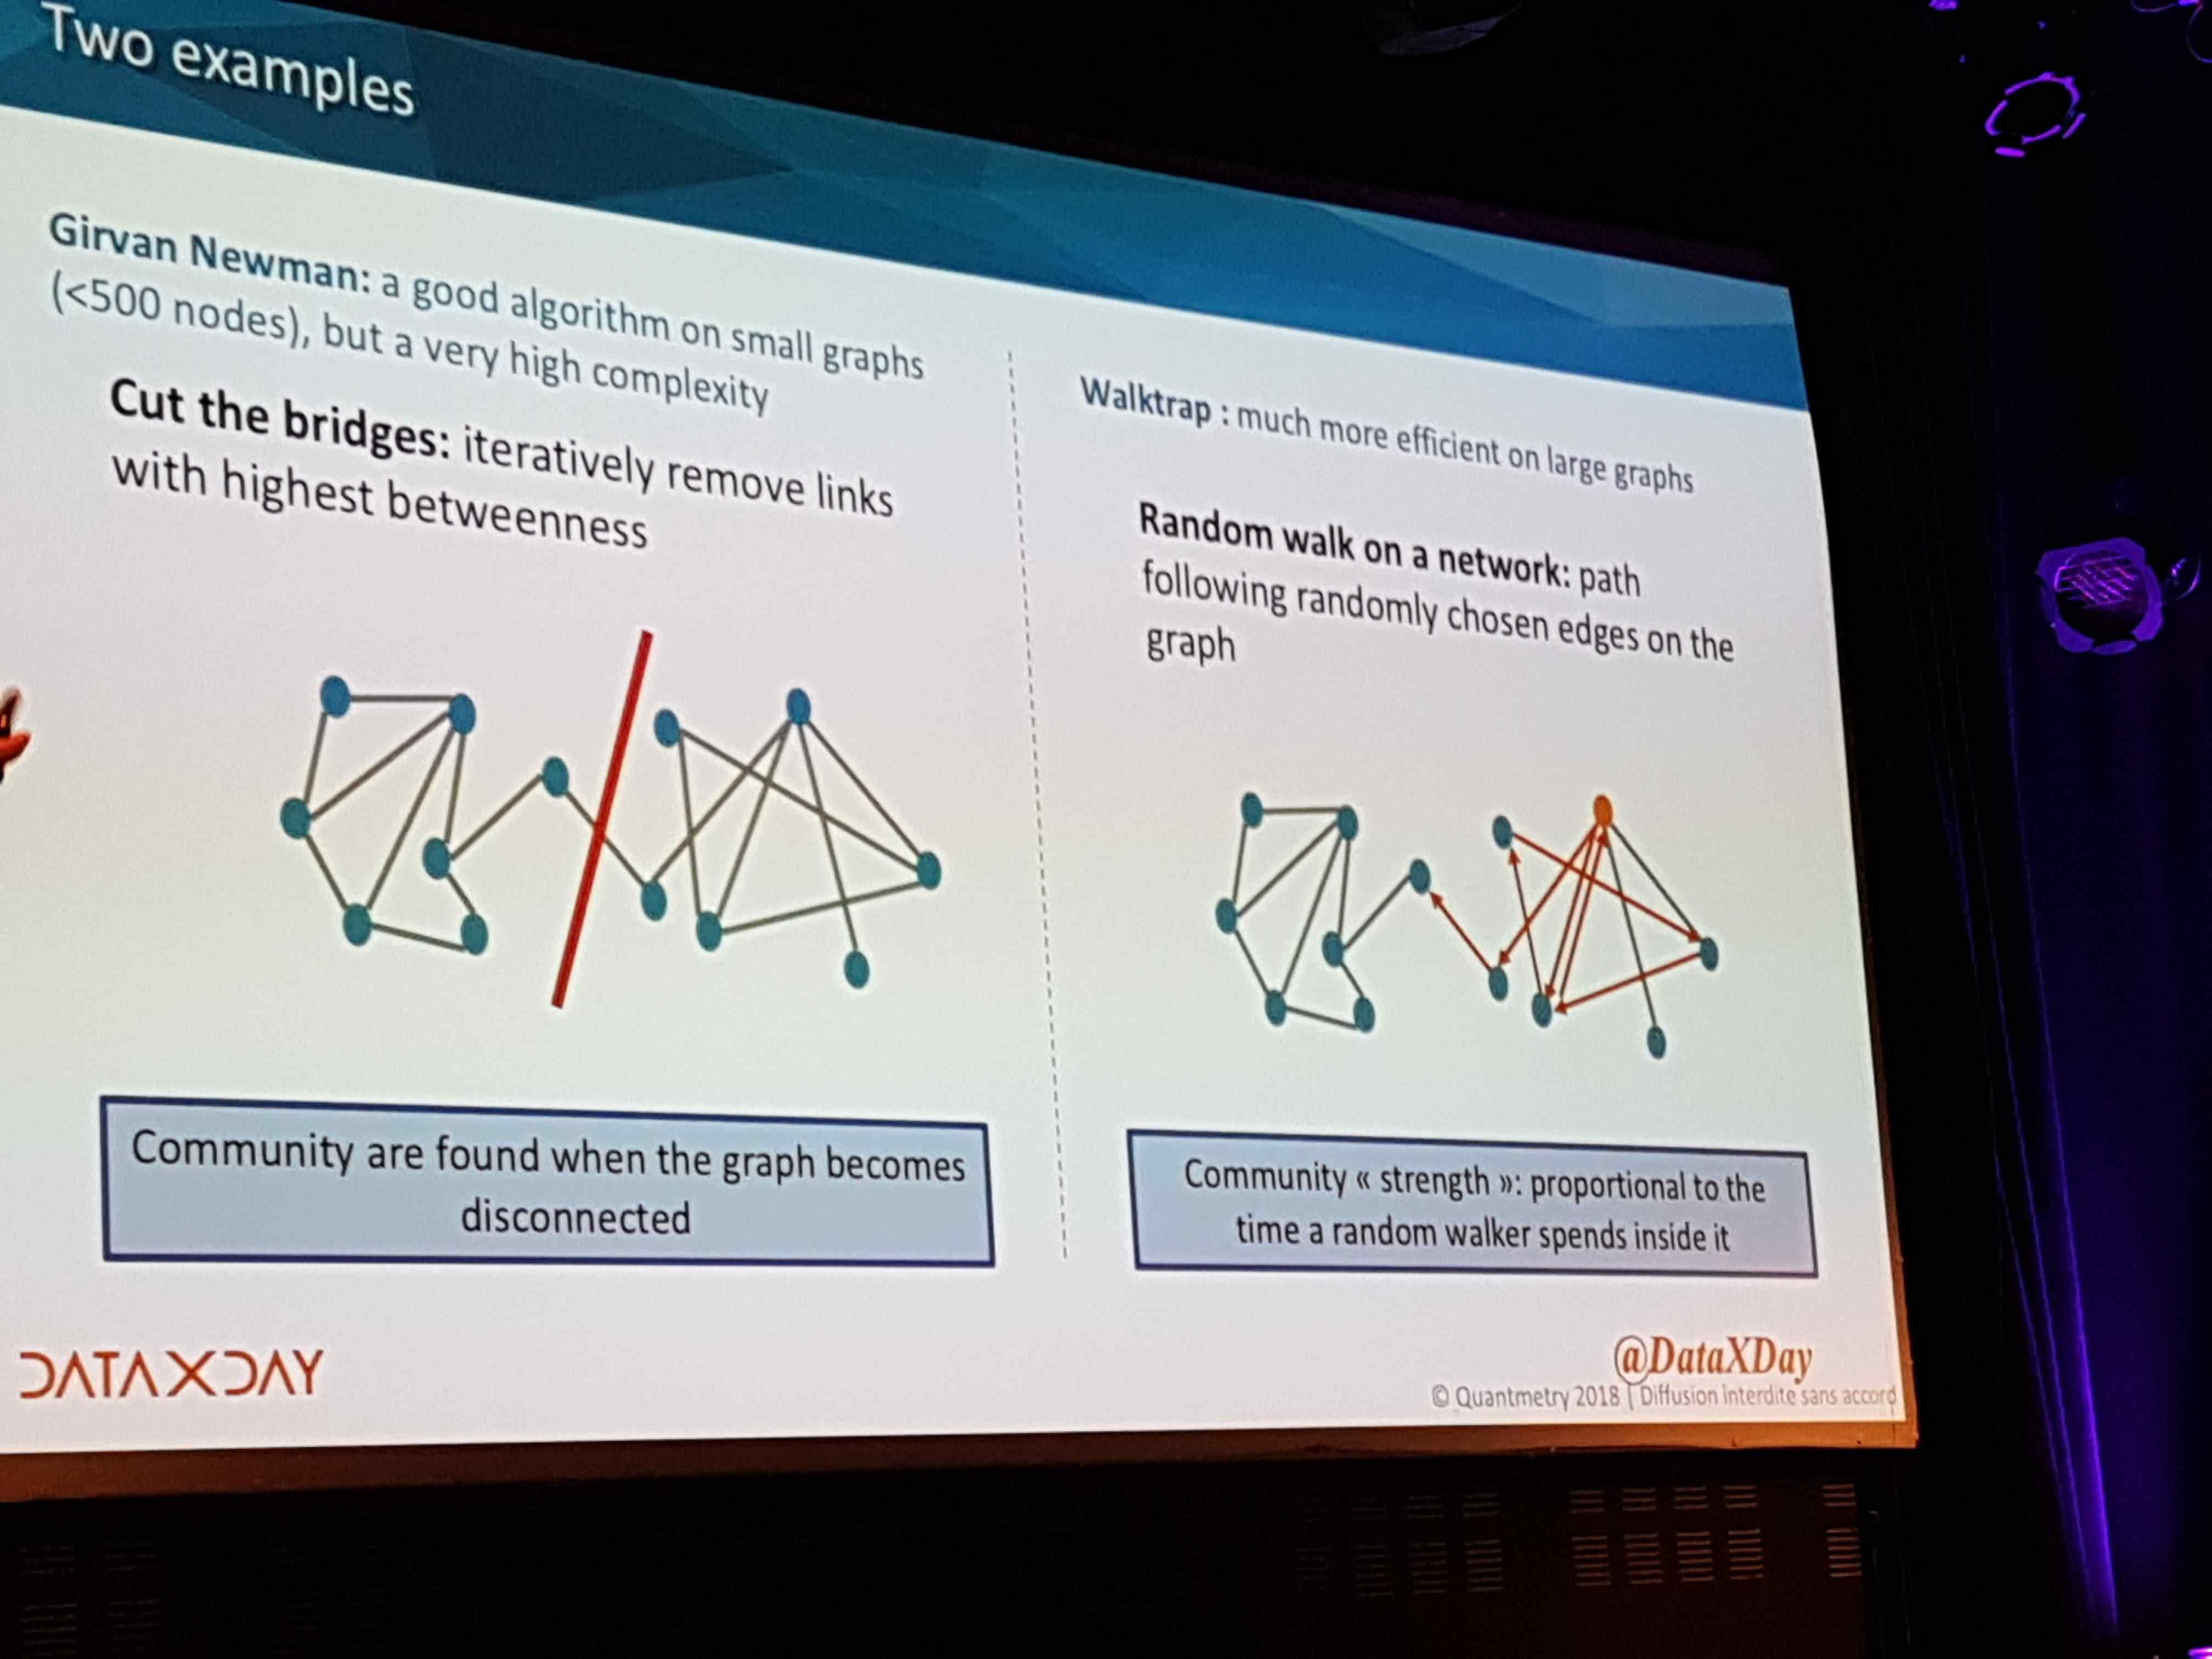 Two examples
Girvan Newman: a good algorithm on small graphs
(<500 nodes), but a very high complexity
Cut the bridges: iteratively remove links
with highest betweenness
Community are found when the graph becomes
disconnected
Walktrap : much more efficient on large graphs
Random walk on a network: path
following randomly chosen edges on the
graph
Community « strength »: proportional to the
time a random walker spends inside it
DATAXDAY
@DataXDay
© Quantmetry 2018 | Diffusion interdite sans accord